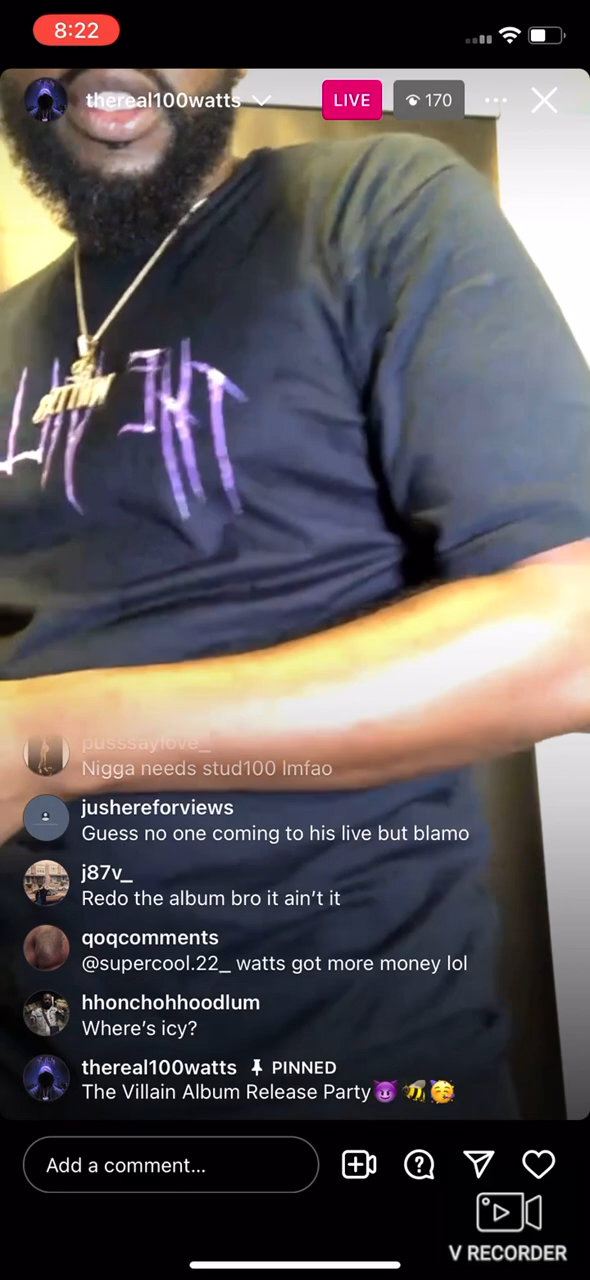 8:22
thereal100watts
LIVE
170
THE
pusssaylove_
Nigga needs stud100 lmfao
jushereforviews
Guess no one coming to his live but blamo
j87v_
Redo the album bro it ain’t it
qoqcomments
@supercool.22_ watts got more money lol
hhonchohhoodlum
Where’s icy?
thereal100watts PINNED
The Villain Album Release Party😈🐝🥳
Add a comment...
V RECORDER